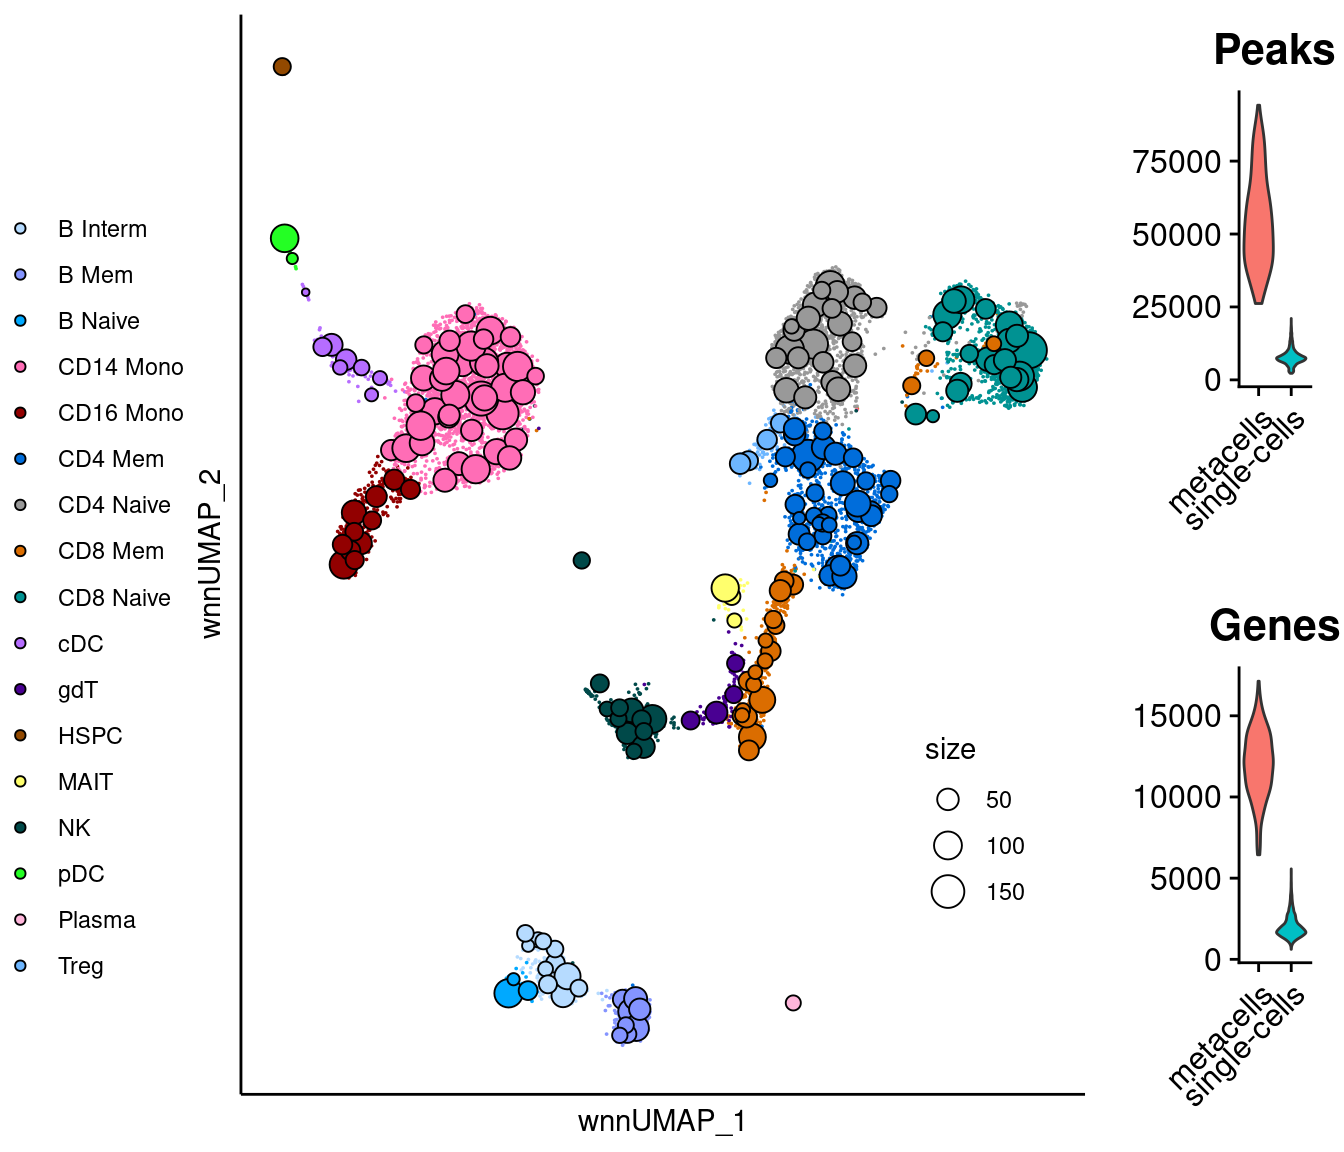 B Interm
B Mem
B Naive
CD14 Mono
CD16 Mono
CD4 Mem
CD4 Naive
CD8 Mem
CD8 Naive
cDC
gdT
HSPC
MAIT
NK
pDC
Plasma
Treg
wnnUMAP_2
wnnUMAP_1
size
50
100
150
Peaks
75000
50000
25000
0
metacells
single-cells
Genes
15000
10000
5000
0
metacells
single-cells